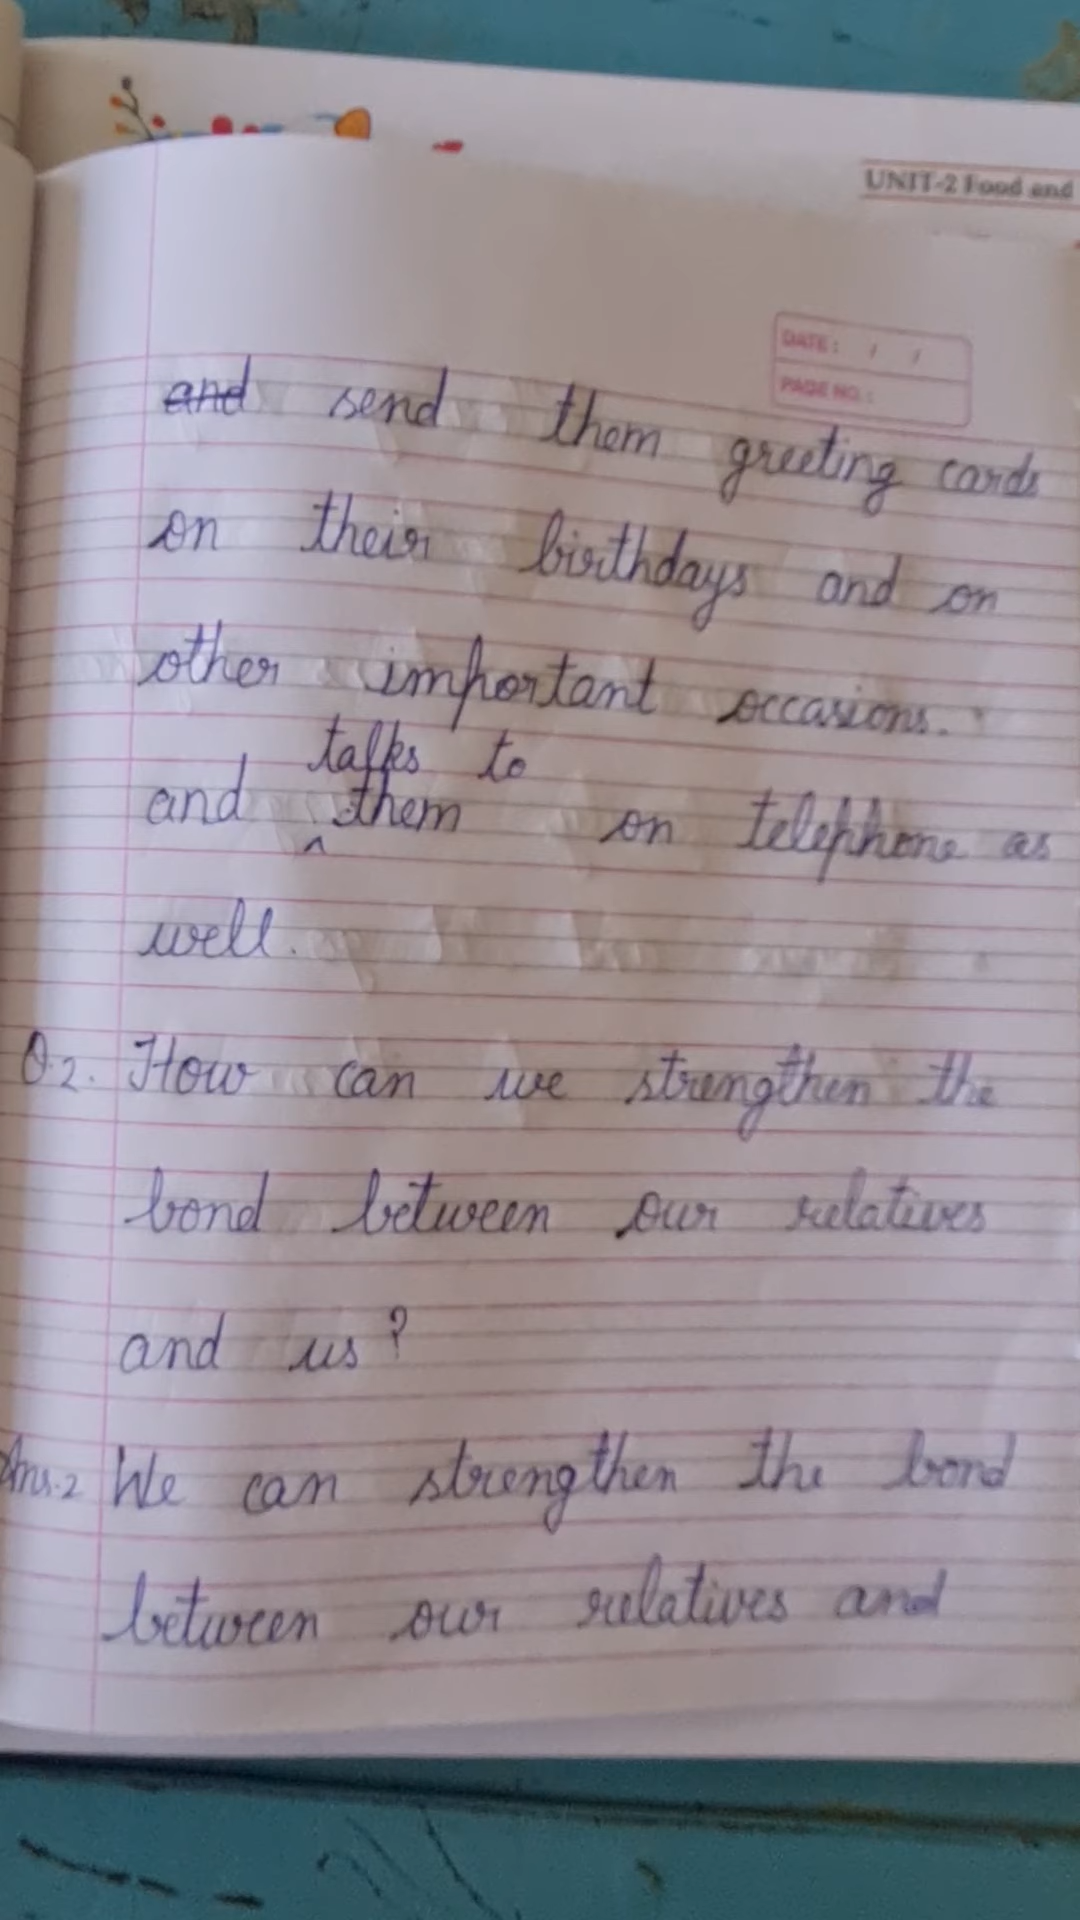 UNIT-2 Food and
DATE: / /
PAGE NO.:
and send them greeting cards
on their birthdays and on
other important occasions.
talks to
and ^ them on telephone as
well.
Q.2. How can we strengthen the
bond between our relatives
and us?
Ans.2 We can strengthen the bond
between our relatives and